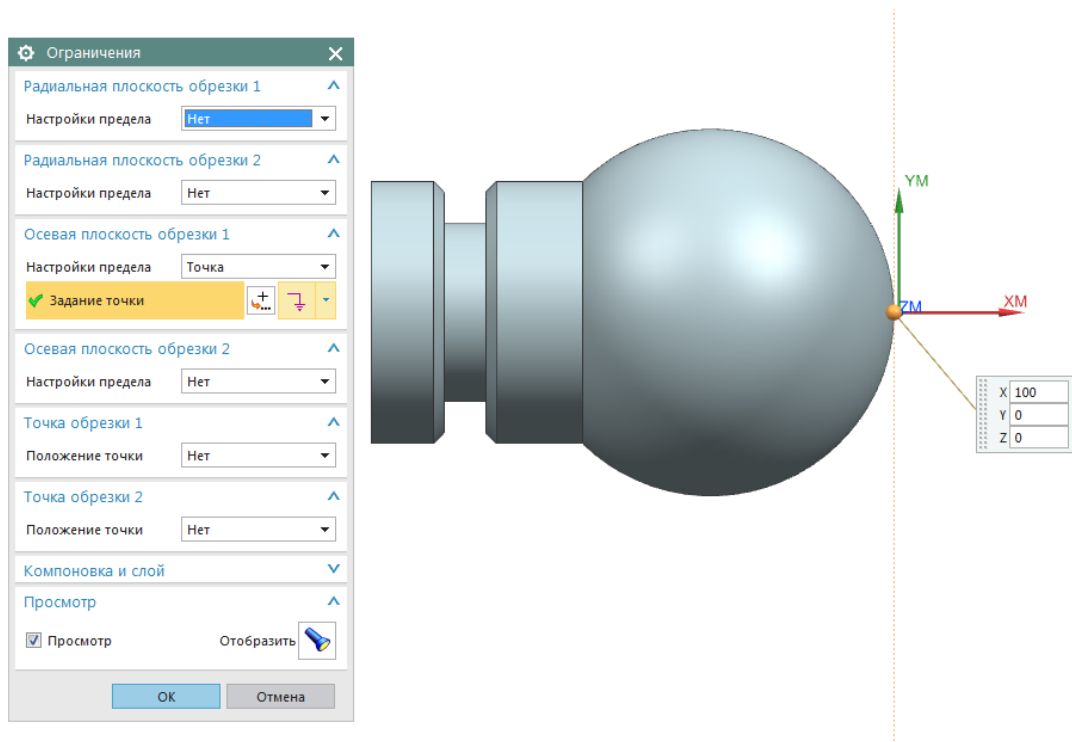 Ограничения
Радиальная плоскость обрезки 1
Настройки предела Нет
Радиальная плоскость обрезки 2
Настройки предела Нет
Осевая плоскость обрезки 1
Настройки предела Точка
Задание точки
Осевая плоскость обрезки 2
Настройки предела Нет
Точка обрезки 1
Положение точки Нет
Точка обрезки 2
Положение точки Нет
Компоновка и слой
Просмотр
Просмотр Отобразить
ОК Отмена
YM
ZM XM
X 100
Y 0
Z 0